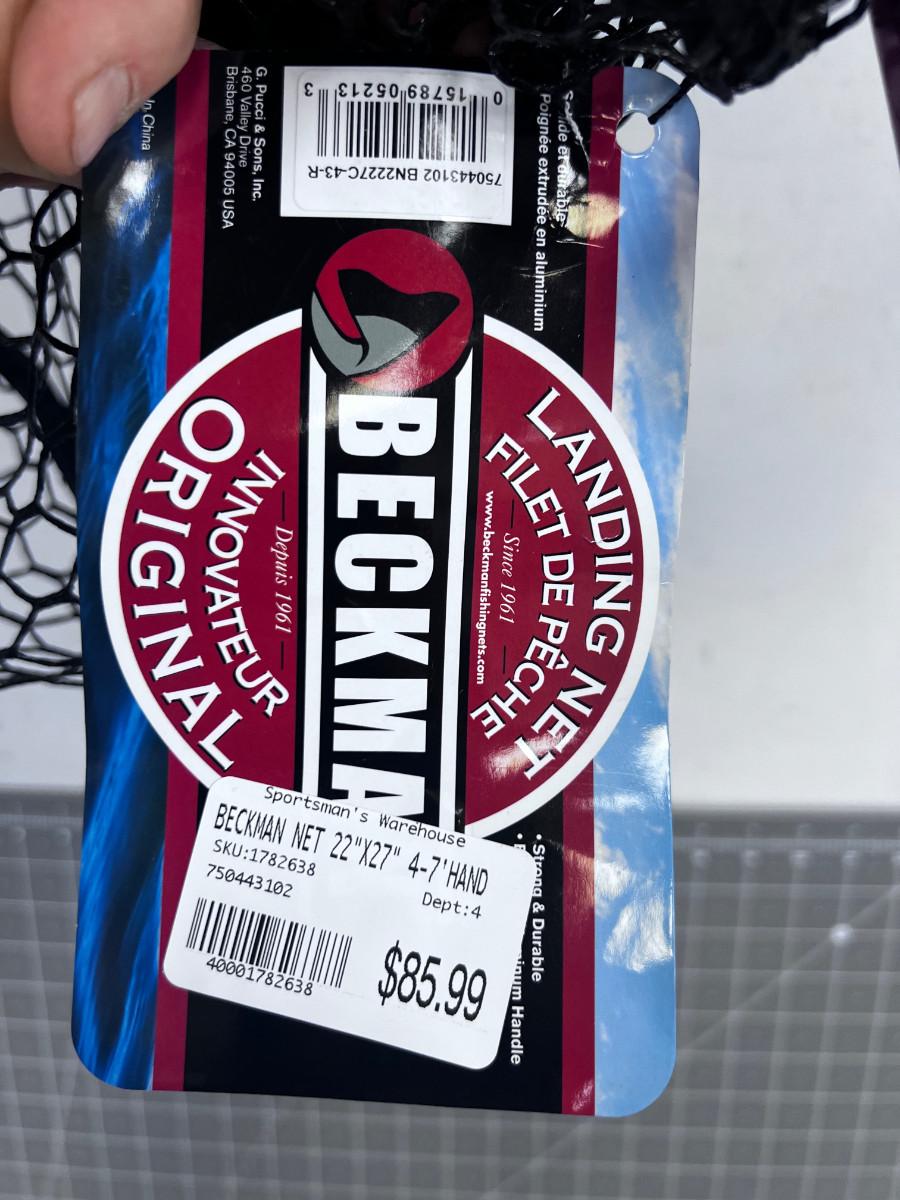 In China
G. Pucci & Sons, Inc.
460 Valley Drive
Brisbane, CA 94005 USA
750443102 BN2227C-43-R
0 15789 05213 3
Poignée extrudée en aluminium
LANDING NET
FILET DE PÊCHE
Since 1961
www.beckmanfishingnets.com
BECKMA
Depuis 1961
INNOVATEUR
ORIGINAL
• Strong & Durable
Handle
Sportsman's Warehouse
BECKMAN NET 22"X27" 4-7'HAND
SKU:1782638
Dept:4
750443102
40001782638
$85.99